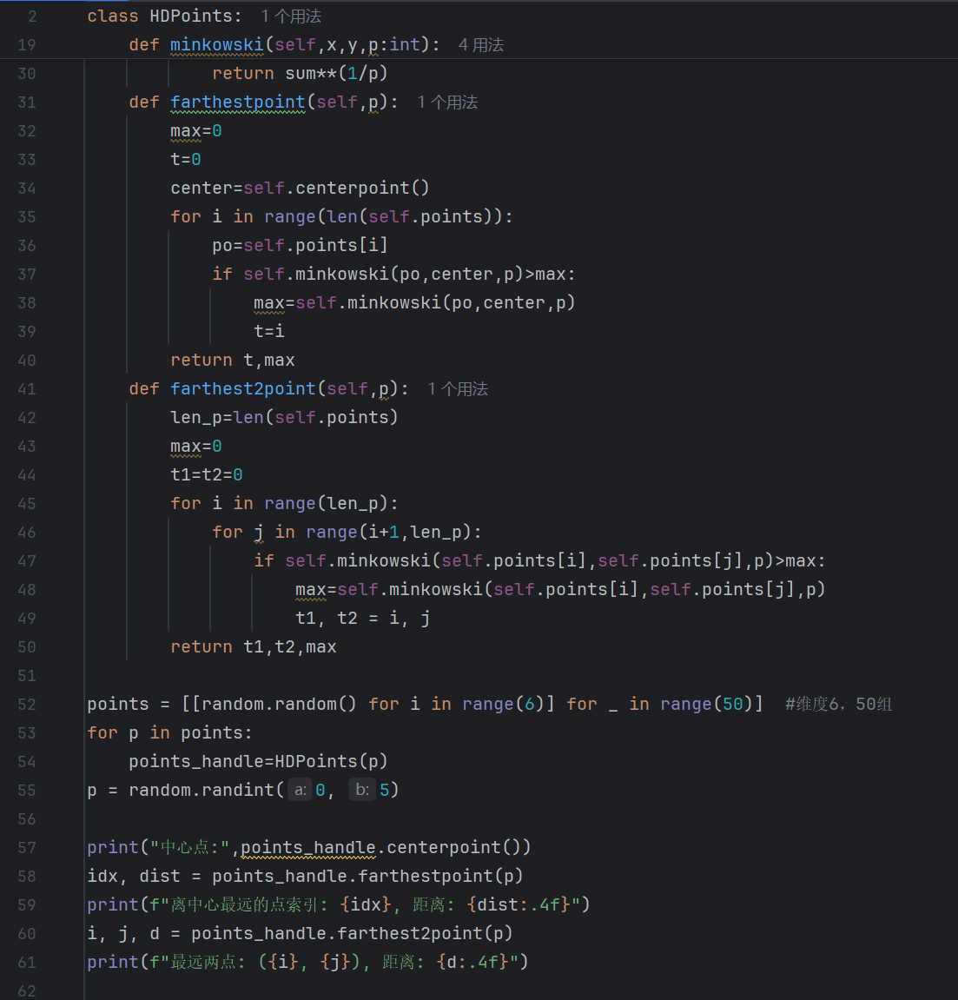 2 class HDPoints: 1 个用法
19 def minkowski(self,x,y,p:int): 4 用法
30 return sum**(1/p)
31 def farthestpoint(self,p): 1 个用法
32 max=0
33 t=0
34 center=self.centerpoint()
35 for i in range(len(self.points)):
36 po=self.points[i]
37 if self.minkowski(po,center,p)>max:
38 max=self.minkowski(po,center,p)
39 t=i
40 return t,max
41 def farthest2point(self,p): 1 个用法
42 len_p=len(self.points)
43 max=0
44 t1=t2=0
45 for i in range(len_p):
46 for j in range(i+1,len_p):
47 if self.minkowski(self.points[i],self.points[j],p)>max:
48 max=self.minkowski(self.points[i],self.points[j],p)
49 t1, t2 = i, j
50 return t1,t2,max
51
52 points = [[random.random() for i in range(6)] for _ in range(50)] #维度6，50组
53 for p in points:
54 points_handle=HDPoints(p)
55 p = random.randint( a: 0, b: 5)
56
57 print("中心点:",points_handle.centerpoint())
58 idx, dist = points_handle.farthestpoint(p)
59 print(f"离中心最远的点索引: {idx}, 距离: {dist:.4f}")
60 i, j, d = points_handle.farthest2point(p)
61 print(f"最远两点: ({i}, {j}), 距离: {d:.4f}")
62